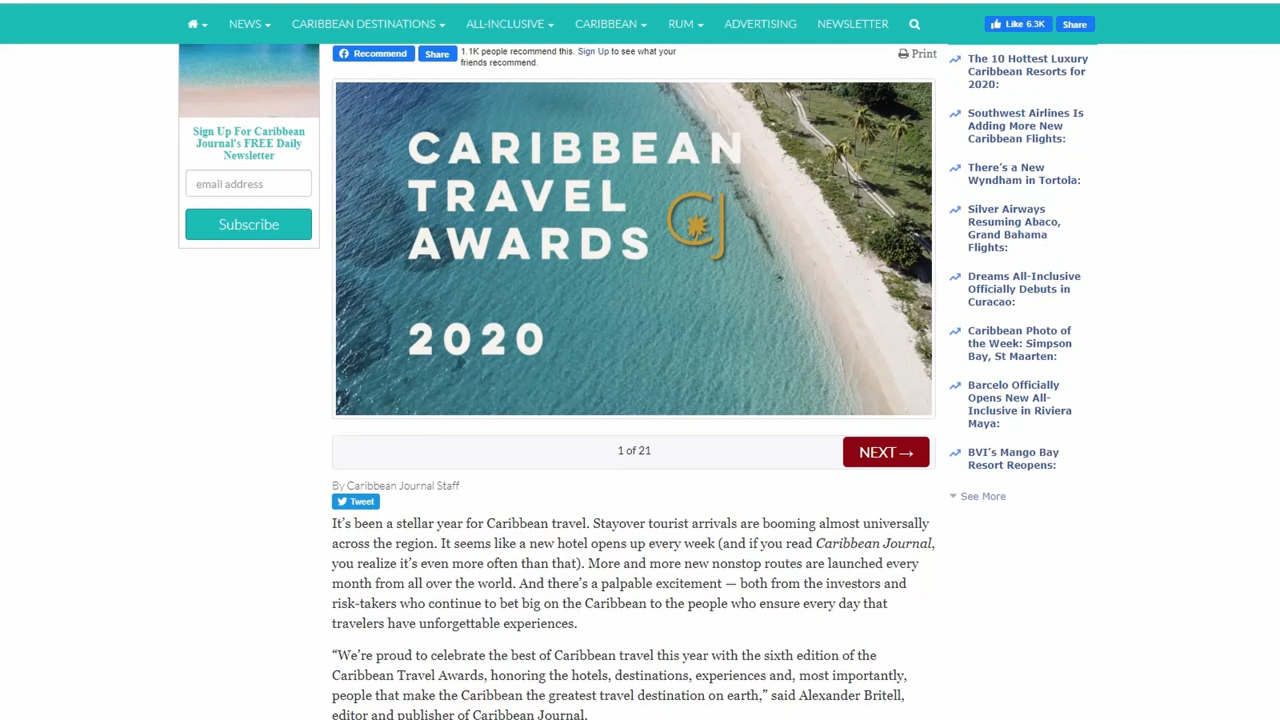 NEWS CARIBBEAN DESTINATIONS ALL-INCLUSIVE CARIBBEAN RUM ADVERTISING NEWSLETTER Like 6.3K Share
Sign Up For Caribbean
Journal's FREE Daily
Newsletter
email address
Subscribe
Recommend Share 1.1K people recommend this. Sign Up to see what your
friends recommend.
Print
CARIBBEAN
TRAVEL
AWARDS
CJ
2020
1 of 21
NEXT→
By Caribbean Journal Staff
Tweet
It's been a stellar year for Caribbean travel. Stayover tourist arrivals are booming almost universally
across the region. It seems like a new hotel opens up every week (and if you read Caribbean Journal,
you realize it's even more often than that). More and more new nonstop routes are launched every
month from all over the world. And there's a palpable excitement — both from the investors and
risk-takers who continue to bet big on the Caribbean to the people who ensure every day that
travelers have unforgettable experiences.
“We're proud to celebrate the best of Caribbean travel this year with the sixth edition of the
Caribbean Travel Awards, honoring the hotels, destinations, experiences and, most importantly,
people that make the Caribbean the greatest travel destination on earth,” said Alexander Britell,
editor and publisher of Caribbean Journal.
The 10 Hottest Luxury
Caribbean Resorts for
2020:
Southwest Airlines Is
Adding More New
Caribbean Flights:
There's a New
Wyndham in Tortola:
Silver Airways
Resuming Abaco,
Grand Bahama
Flights:
Dreams All-Inclusive
Officially Debuts in
Curacao:
Caribbean Photo of
the Week: Simpson
Bay, St Maarten:
Barcelo Officially
Opens New All-
Inclusive in Riviera
Maya:
BVI's Mango Bay
Resort Reopens:
See More